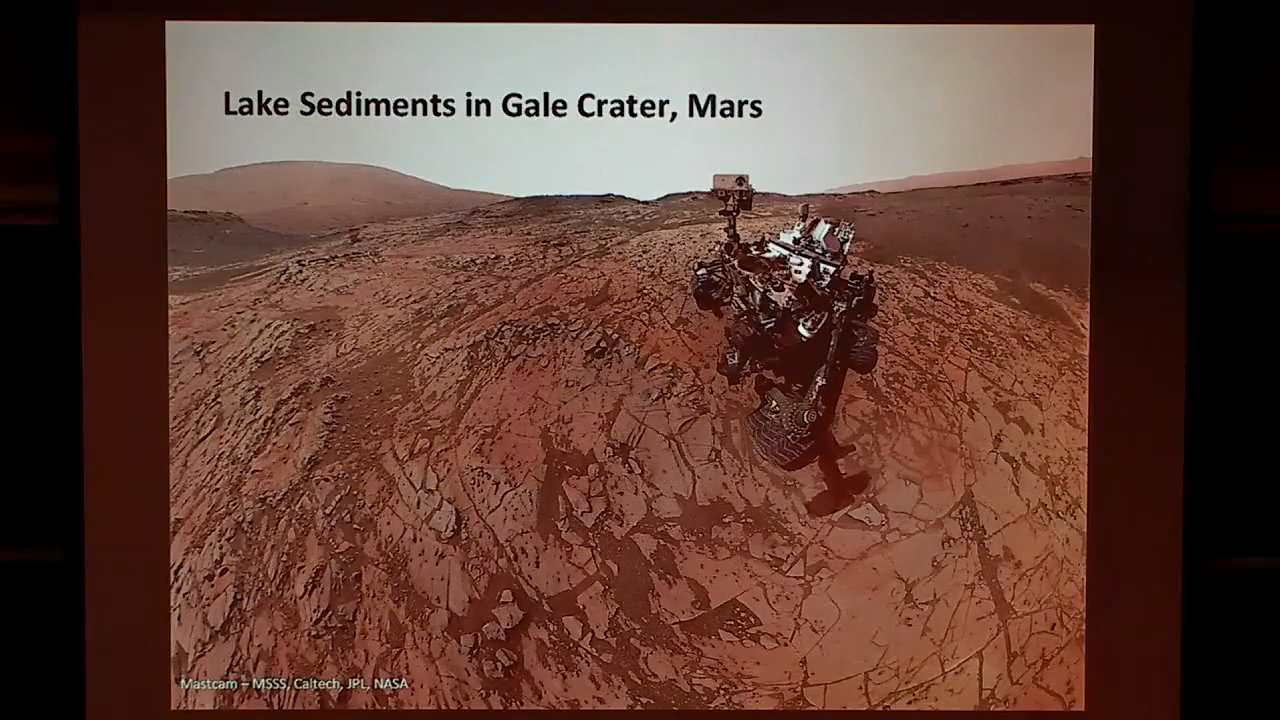 Lake Sediments in Gale Crater, Mars
Mastcam – MSSS, Caltech, JPL, NASA